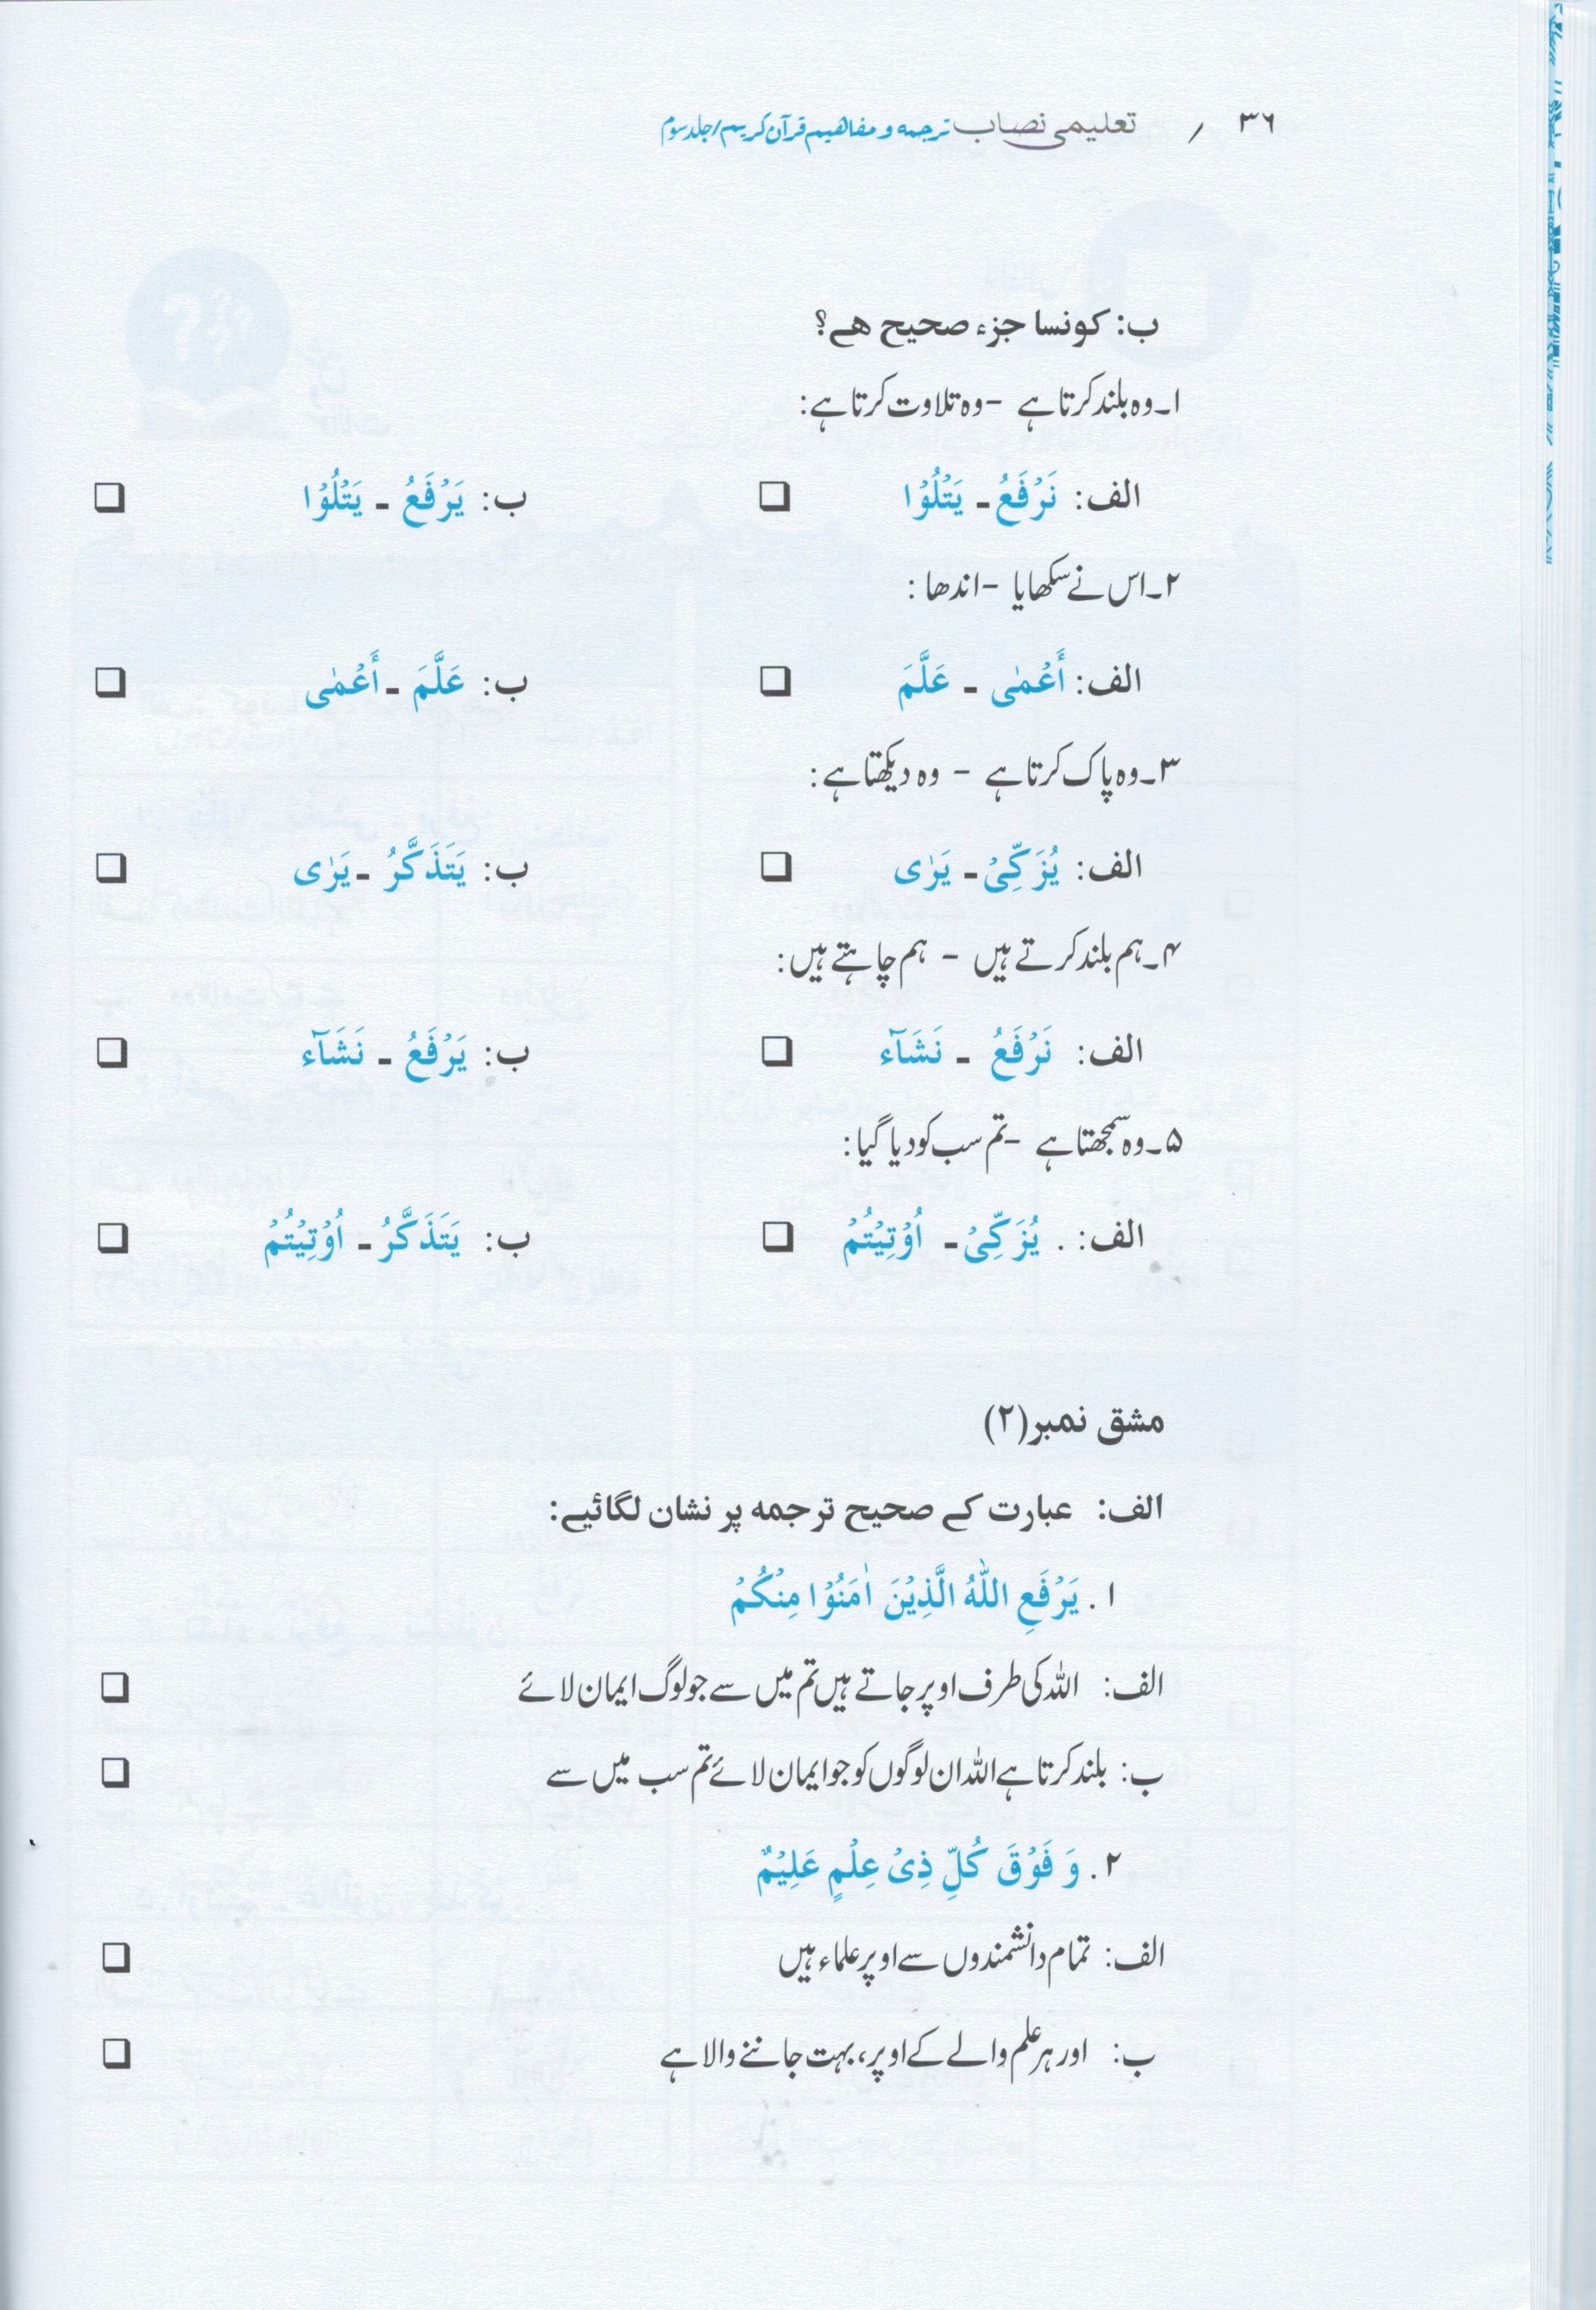 ۳۶ / تعلیمی نصاب ترجمه و مفاهیم قرآن کریم/جلد سوم
ب: کونسا جزء صحیح هے؟
۱۔وہ بلند کرتا ہے -وہ تلاوت کرتا ہے:
الف: نَرْفَعُ ـ يَتْلُوْا ❑ ب: يَرْفَعُ ـ يَتْلُوْا ❑
۲۔اس نے سکھایا -اندھا :
الف: أَعْمٰى ـ عَلَّمَ ❑ ب: عَلَّمَ ـ أَعْمٰى ❑
۳۔وہ پاک کرتا ہے - وہ دیکھتا ہے:
الف: يُزَكِّىْ ـ يَرٰى ❑ ب: يَتَذَكَّرُ ـ يَرٰى ❑
۴۔ہم بلند کرتے ہیں - ہم چاہتے ہیں:
الف: نَرْفَعُ ـ نَشَآء ❑ ب: يَرْفَعُ ـ نَشَآء ❑
۵۔وہ سمجھتا ہے -تم سب کو دیا گیا:
الف: . يُزَكِّىْ ـ اُوْتِيْتُمْ ❑ ب: يَتَذَكَّرُ ـ اُوْتِيْتُمْ ❑
مشق نمبر(۲)
الف: عبارت کے صحیح ترجمه پر نشان لگائیے:
۱. يَرْفَعِ اللّٰهُ الَّذِيْنَ اٰمَنُوْا مِنْكُمْ
الف: اللہ کی طرف اوپر جاتے ہیں تم میں سے جو لوگ ایمان لائے ❑
ب: بلند کرتا ہے اللہ ان لوگوں کو جو ایمان لائے تم سب میں سے ❑
۲. وَ فَوْقَ كُلِّ ذِىْ عِلْمٍ عَلِيْمٌ
الف: تمام دانشمندوں سے اوپر علماء ہیں ❑
ب: اور ہر علم والے کے اوپر، بہت جاننے والا ہے ❑